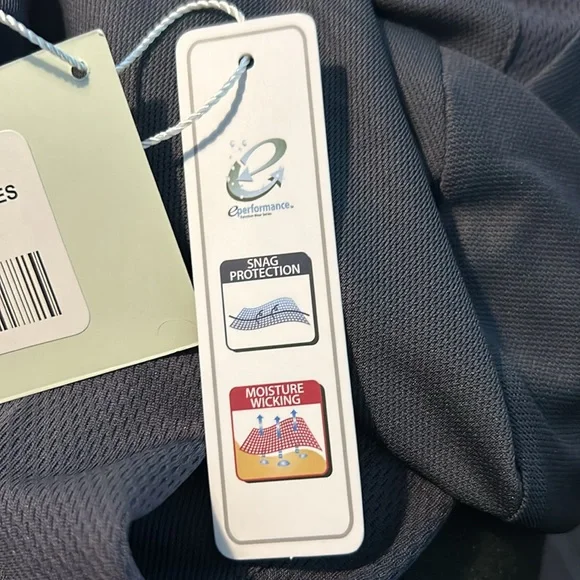 ES
eperformance
SNAG
PROTECTION
MOISTURE
WICKING